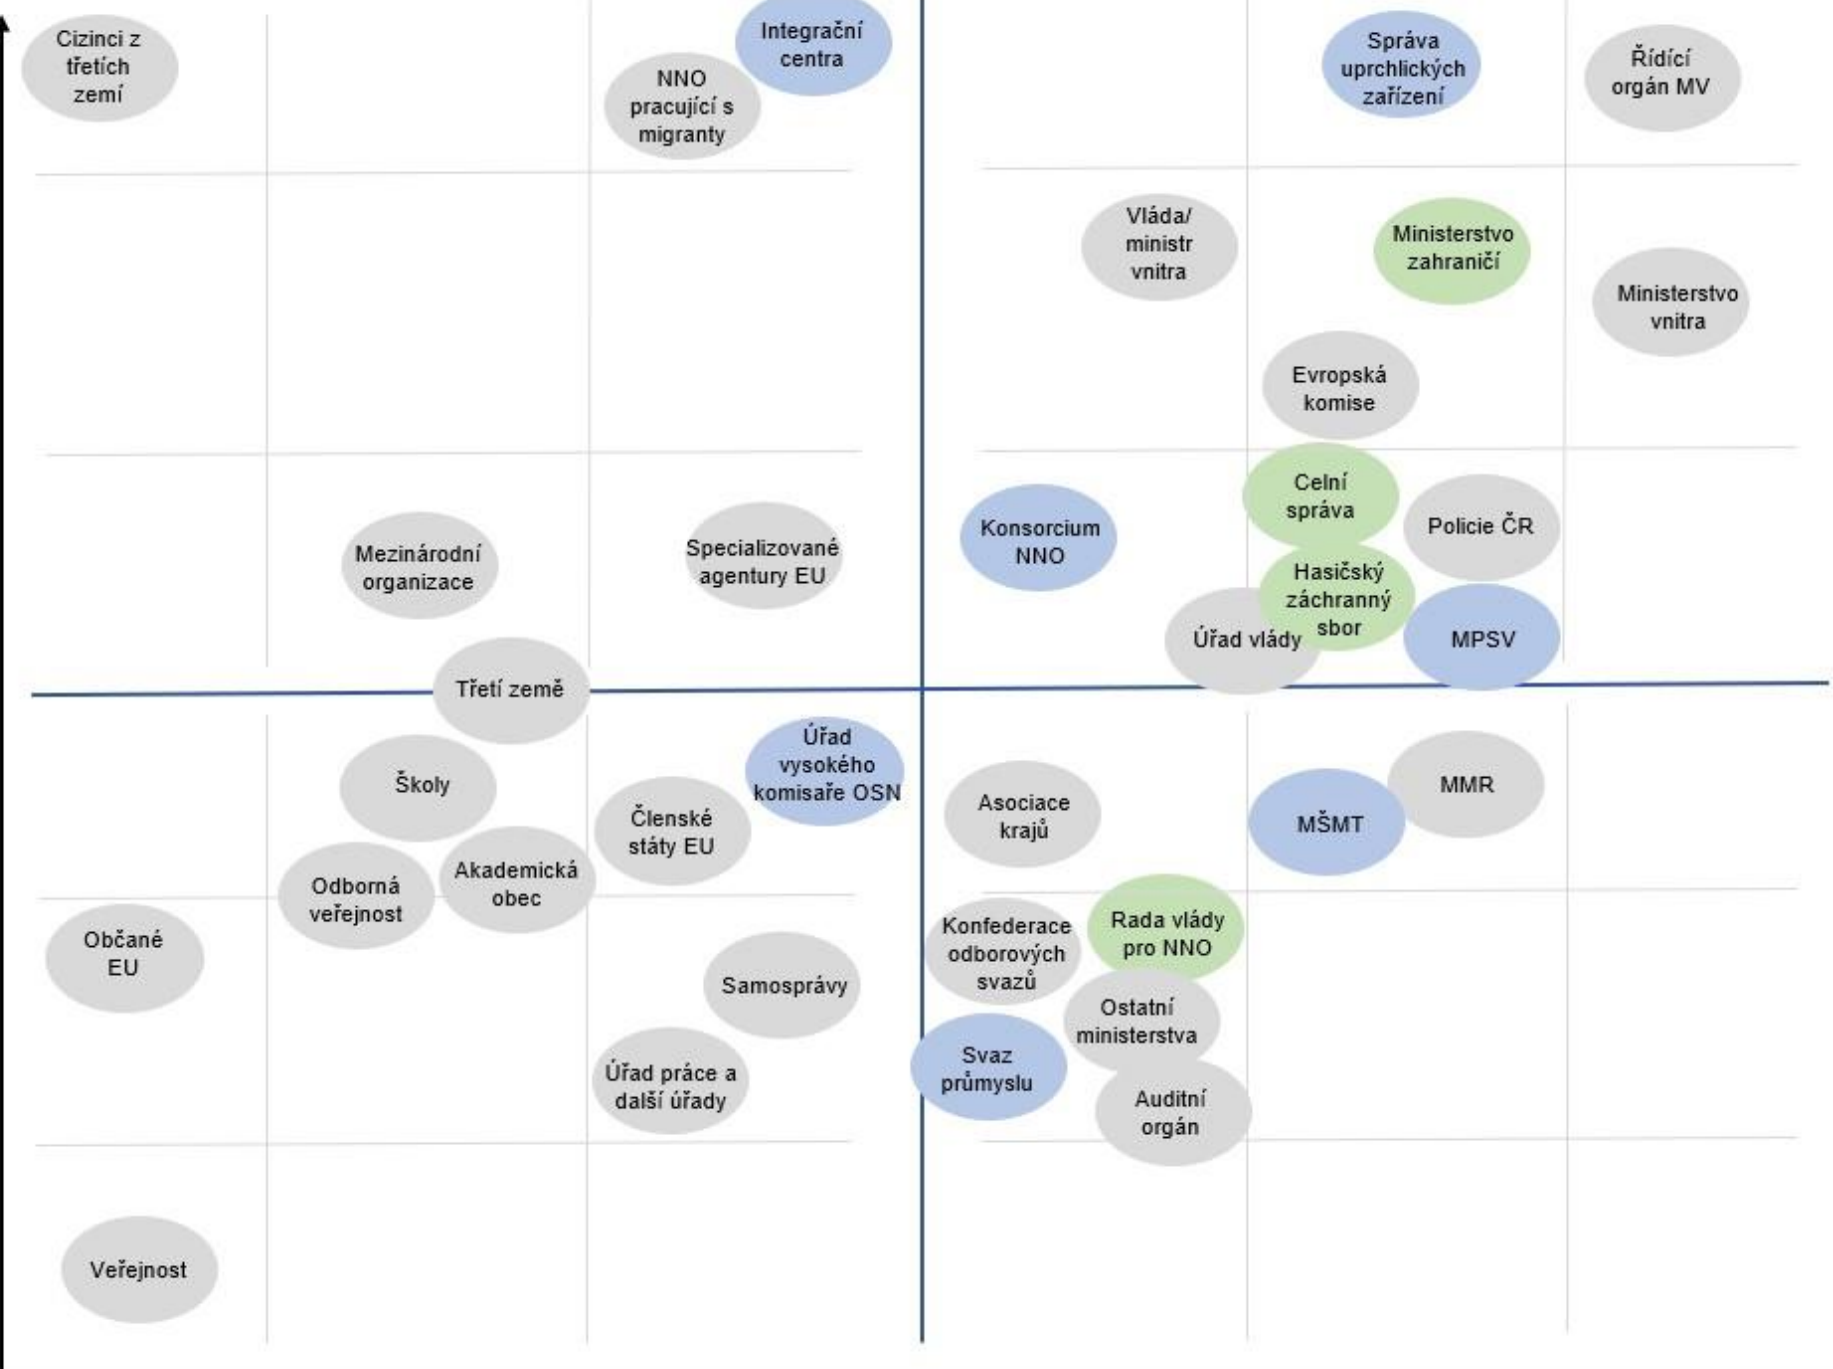 Cizinci z
třetích
zemí
NNO
pracující s
migranty
Integrační
centra
Správa
uprchlických
zařízení
Řídící
orgán MV
Vláda/
ministr
vnitra
Ministerstvo
zahraničí
Ministerstvo
vnitra
Evropská
komise
Mezinárodní
organizace
Specializované
agentury EU
Konsorcium
NNO
Celní
správa
Policie ČR
Hasičský
záchranný
sbor
Úřad vlády
MPSV
Třetí země
Školy
Členské
státy EU
Úřad
vysokého
komisaře OSN
Asociace
krajů
MŠMT
MMR
Odborná
veřejnost
Akademická
obec
Občané
EU
Samosprávy
Konfederace
odborových
svazů
Rada vlády
pro NNO
Ostatní
ministerstva
Úřad práce a
další úřady
Svaz
průmyslu
Auditní
orgán
Veřejnost